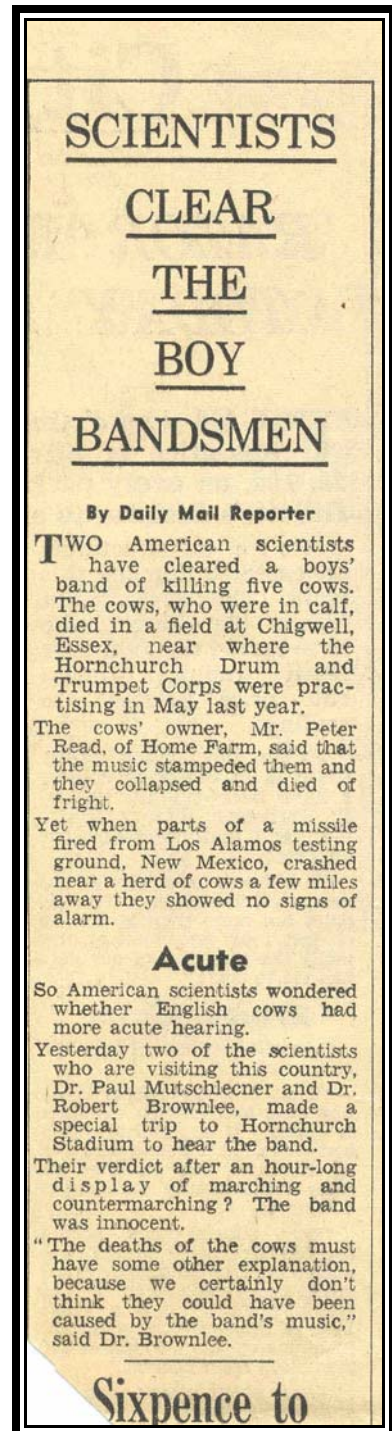 SCIENTISTS
CLEAR
THE
BOY
BANDSMEN
By Daily Mail Reporter
TWO American scientists
have cleared a boys'
band of killing five cows.
The cows, who were in calf,
died in a field at Chigwell,
Essex, near where the
Hornchurch Drum and
Trumpet Corps were prac-
tising in May last year.
The cows' owner, Mr. Peter
Read, of Home Farm, said that
the music stampeded them and
they collapsed and died of
fright.
Yet when parts of a missile
fired from Los Alamos testing
ground, New Mexico, crashed
near a herd of cows a few miles
away they showed no signs of
alarm.
Acute
So American scientists wondered
whether English cows had
more acute hearing.
Yesterday two of the scientists
who are visiting this country,
Dr. Paul Mutschlecner and Dr.
Robert Brownlee, made a
special trip to Hornchurch
Stadium to hear the band.
Their verdict after an hour-long
display of marching and
countermarching? The band
was innocent.
"The deaths of the cows must
have some other explanation,
because we certainly don't
think they could have been
caused by the band's music,"
said Dr. Brownlee.
Sixpence to